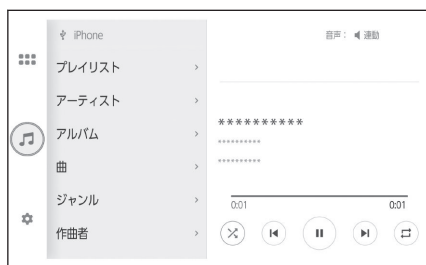 iPhone
音声： 連動
プレイリスト
アーティスト
アルバム
曲
ジャンル
作曲者
**********
**********
**********
0:01
0:01